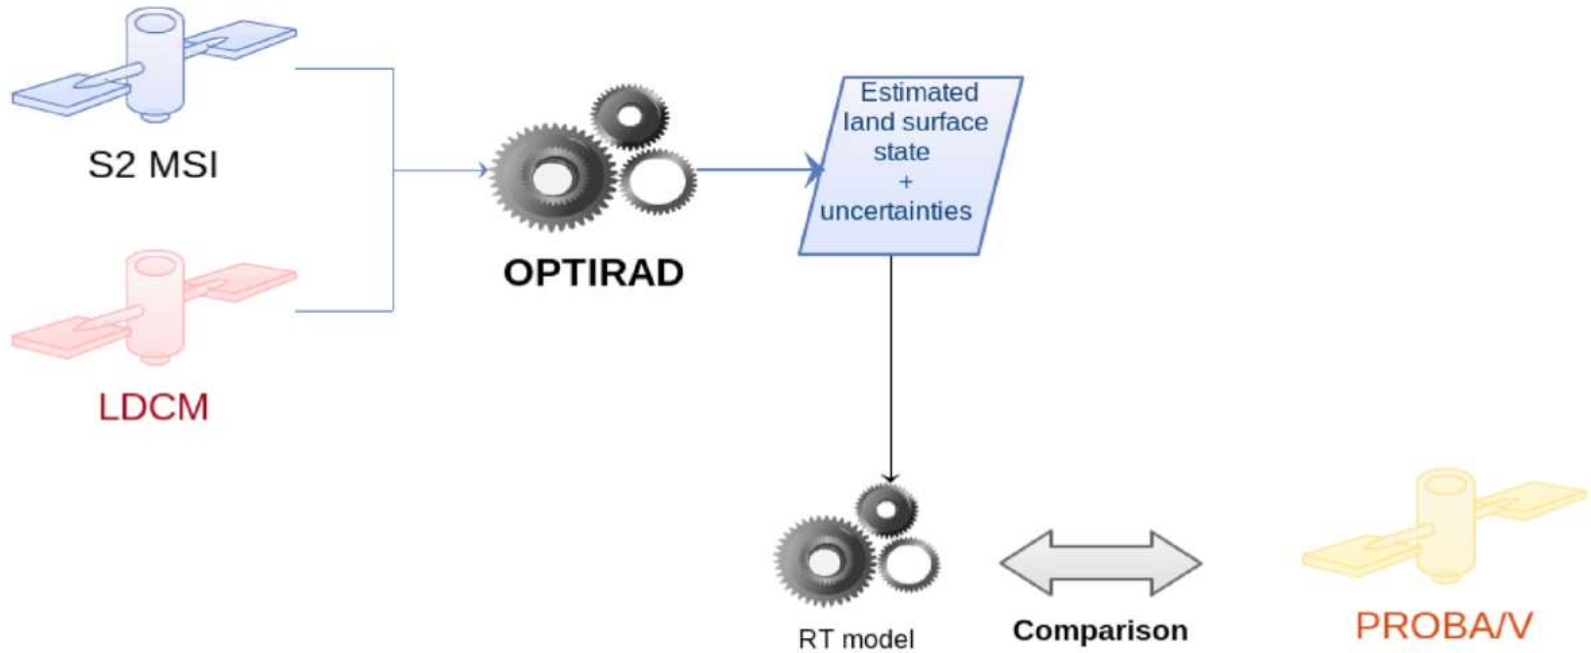 S2 MSI
LDCM
OPTIRAD
Estimated
land surface
state
+
uncertainties
RT model
Comparison
PROBA/V